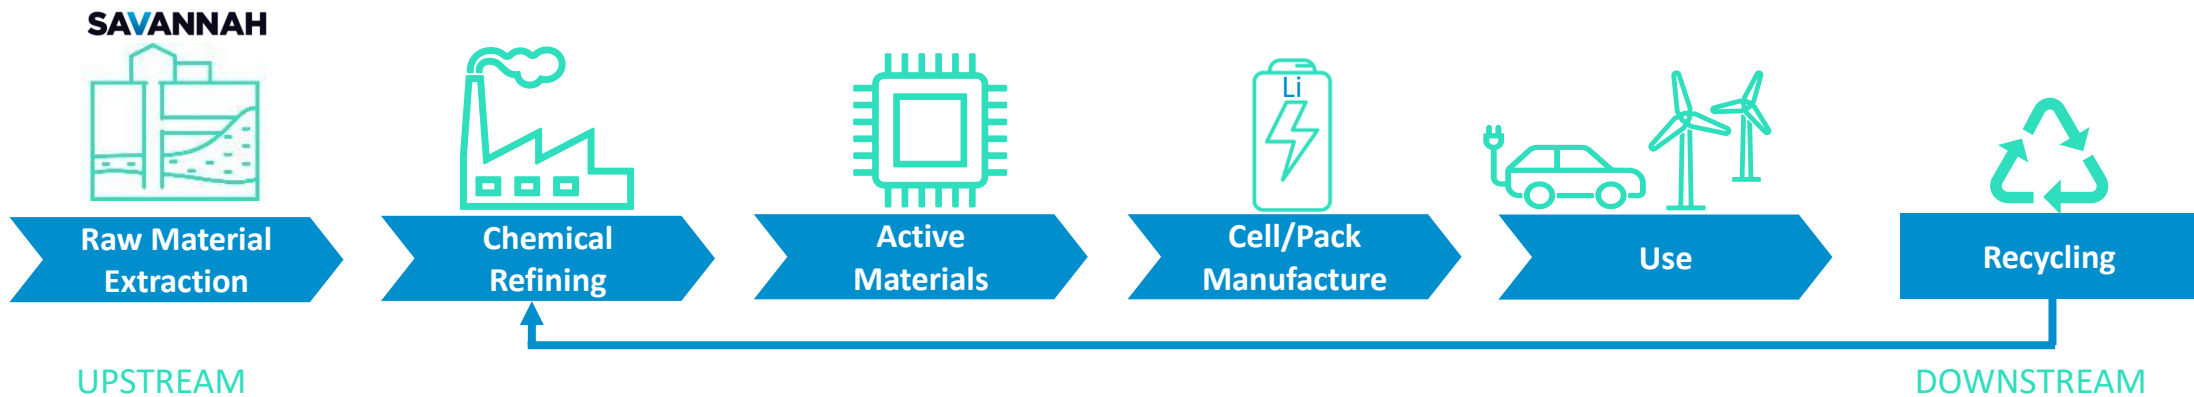 SAVANNAH
Li
Raw Material
Extraction
Chemical
Refining
Active
Materials
Cell/Pack
Manufacture
Use
Recycling
UPSTREAM
DOWNSTREAM